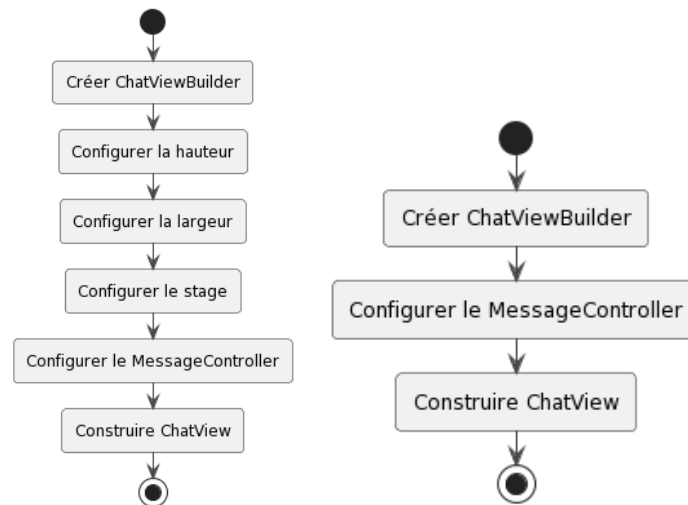 Créer ChatViewBuilder
Configurer la hauteur
Configurer la largeur
Configurer le stage
Configurer le MessageController
Construire ChatView
Créer ChatViewBuilder
Configurer le MessageController
Construire ChatView